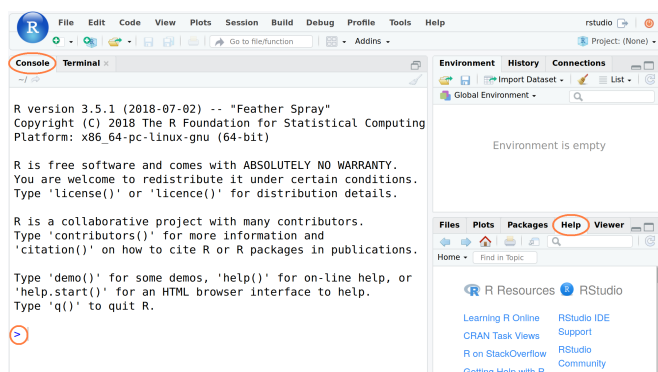 R File Edit Code View Plots Session Build Debug Profile Tools Help rstudio
Go to file/function Addins Project: (None)
Console Terminal
~/
R version 3.5.1 (2018-07-02) -- "Feather Spray"
Copyright (C) 2018 The R Foundation for Statistical Computing
Platform: x86_64-pc-linux-gnu (64-bit)
R is free software and comes with ABSOLUTELY NO WARRANTY.
You are welcome to redistribute it under certain conditions.
Type 'license()' or 'licence()' for distribution details.
R is a collaborative project with many contributors.
Type 'contributors()' for more information and
'citation()' on how to cite R or R packages in publications.
Type 'demo()' for some demos, 'help()' for on-line help, or
'help.start()' for an HTML browser interface to help.
Type 'q()' to quit R.
>
Environment History Connections
Import Dataset List
Global Environment
Environment is empty
Files Plots Packages Help Viewer
Home Find in Topic
R Resources RStudio
Learning R Online
CRAN Task Views
R on StackOverflow
Getting Help with R
RStudio IDE
Support
RStudio
Community